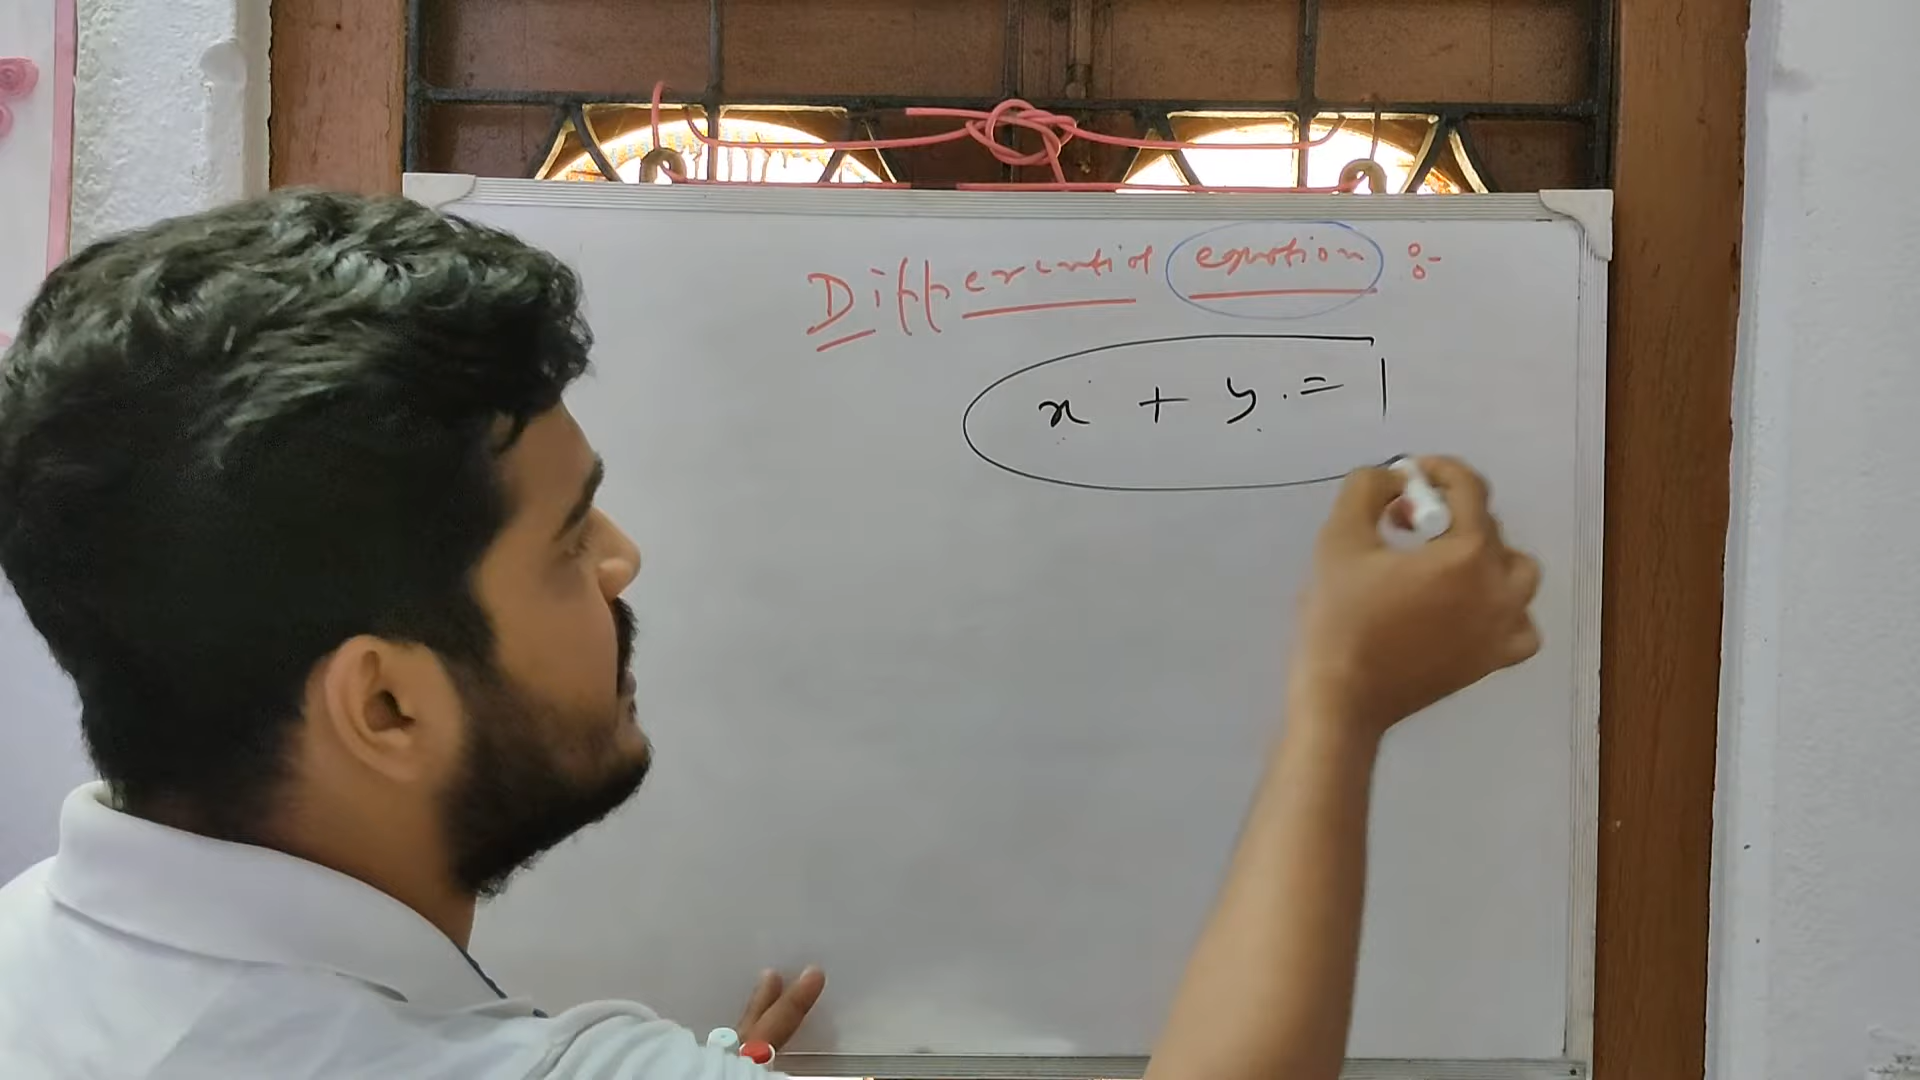 Differential equation :-
x + y = 1